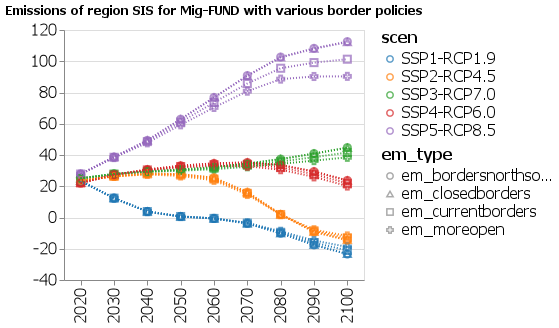 Emissions of region SIS for Mig-FUND with various border policies
120
100
80
60
40
20
0
−20
−40
2020
2030
2040
2050
2060
2070
2080
2090
2100
scen
SSP1-RCP1.9
SSP2-RCP4.5
SSP3-RCP7.0
SSP4-RCP6.0
SSP5-RCP8.5
em_type
em_bordersnorthso...
em_closedborders
em_currentborders
em_moreopen